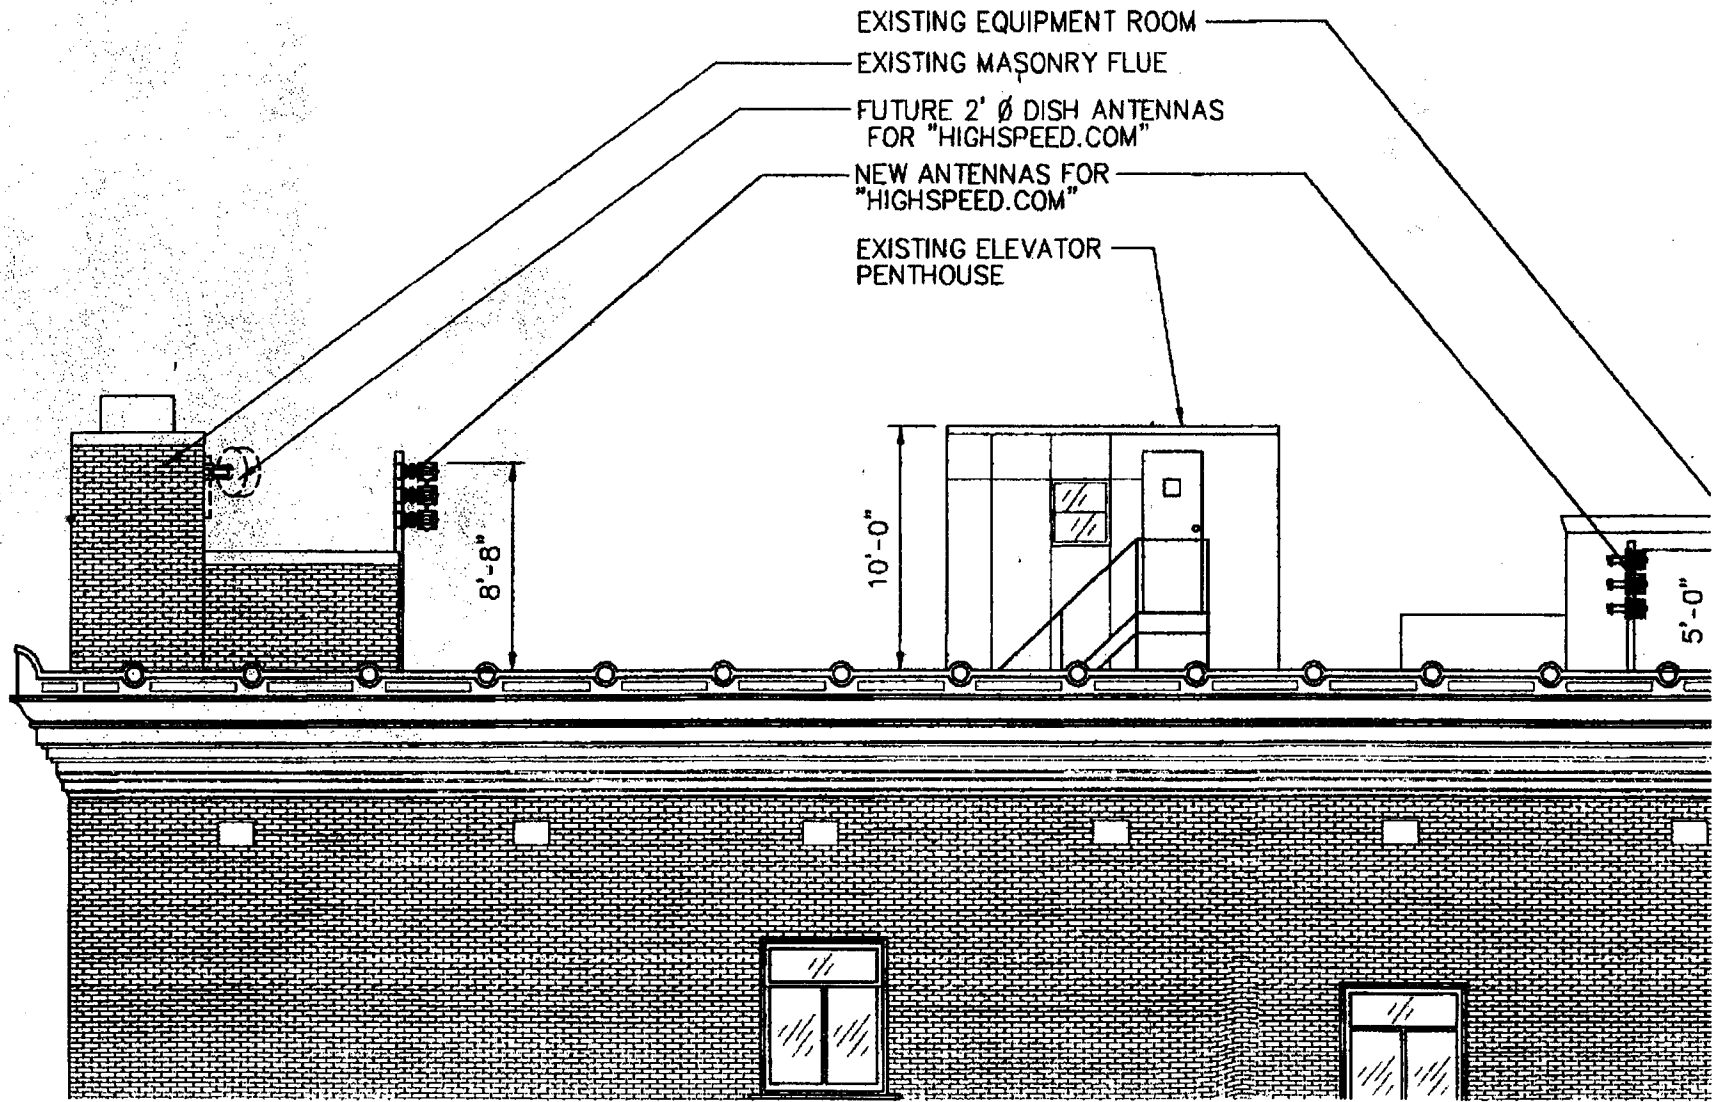 EXISTING EQUIPMENT ROOM
EXISTING MASONRY FLUE
FUTURE 2' Ø DISH ANTENNAS
FOR "HIGHSPEED.COM"
NEW ANTENNAS FOR
"HIGHSPEED.COM"
EXISTING ELEVATOR
PENTHOUSE
8'-8"
10'-0"
5'-0"